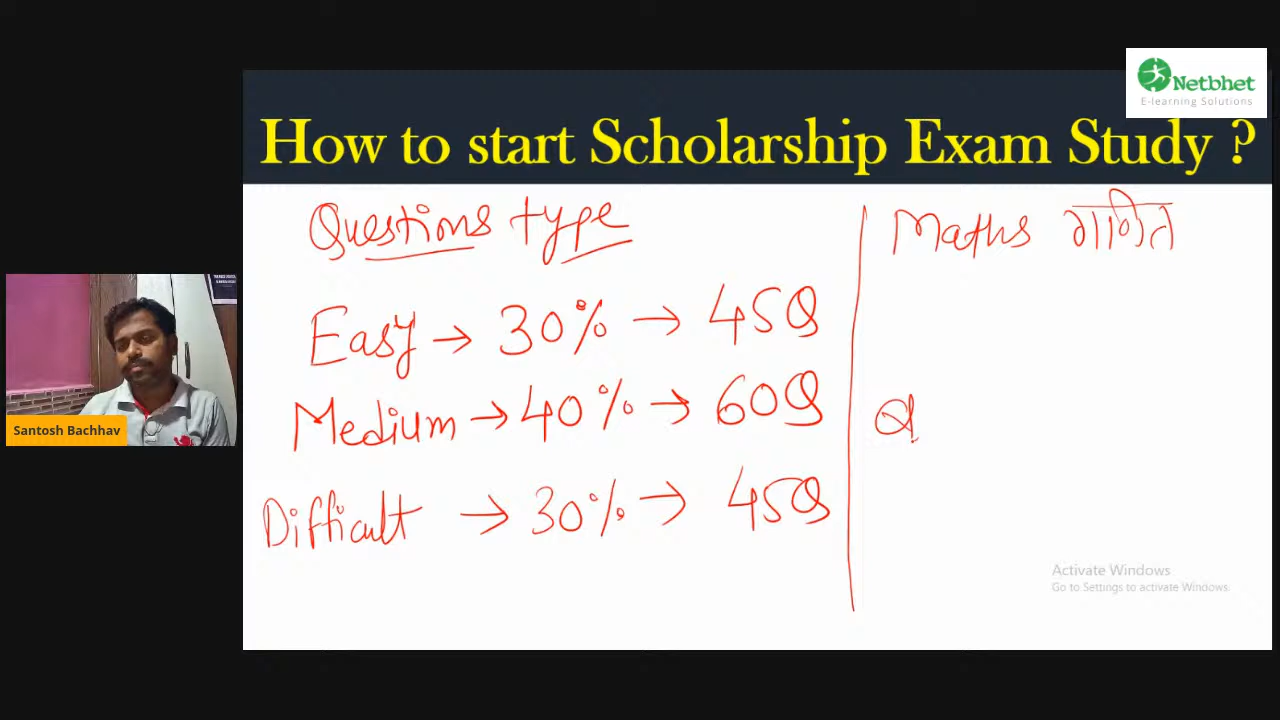 Netbhet
E-learning Solutions
How to start Scholarship Exam Study ?
Questions type
Easy → 30% → 45Q
Medium → 40% → 60Q
Difficult → 30% → 45Q
Maths गणित
Q
Santosh Bachhav
Activate Windows
Go to Settings to activate Windows.